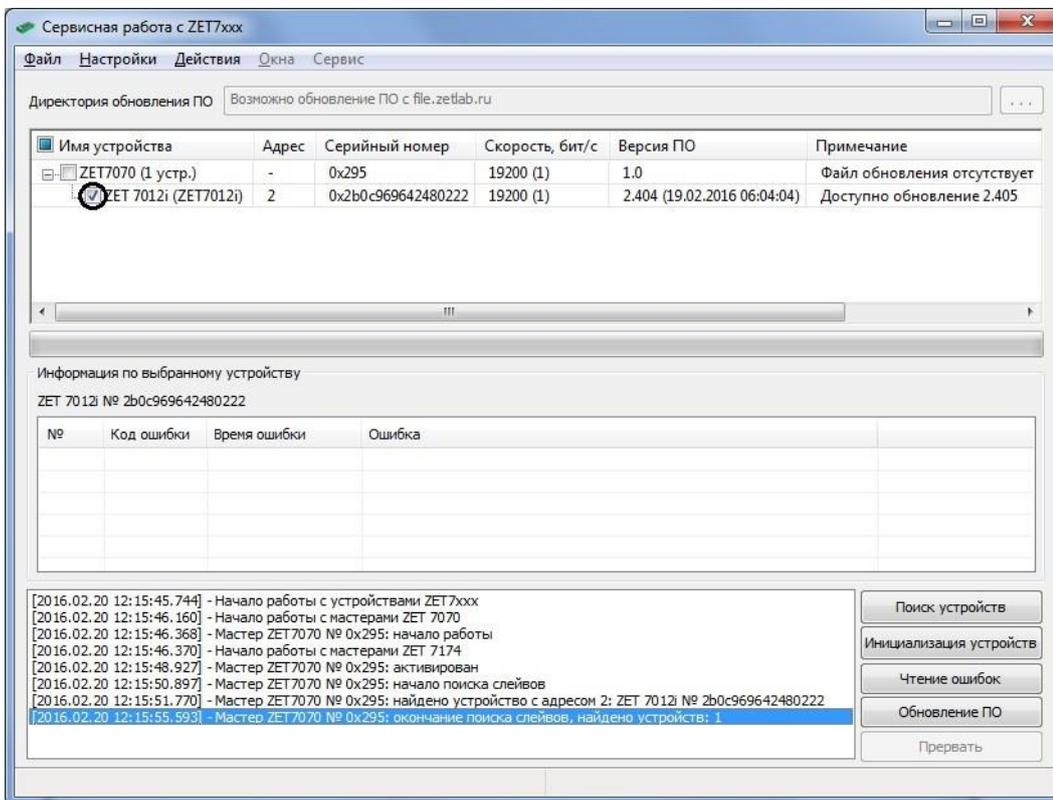 Сервисная работа с ZET7xxx
Файл Настройки Действия Окна Сервис
Директория обновления ПО Возможно обновление ПО с file.zetlab.ru ...
Имя устройства Адрес Серийный номер Скорость, бит/с Версия ПО Примечание
ZET7070 (1 устр.) - 0x295 19200 (1) 1.0 Файл обновления отсутствует
ZET 7012i (ZET7012i) 2 0x2b0c969642480222 19200 (1) 2.404 (19.02.2016 06:04:04) Доступно обновление 2.405
Информация по выбранному устройству
ZET 7012i № 2b0c969642480222
№ Код ошибки Время ошибки Ошибка
[2016.02.20 12:15:45.744] - Начало работы с устройствами ZET7xxx
[2016.02.20 12:15:46.160] - Начало работы с мастерами ZET 7070
[2016.02.20 12:15:46.368] - Мастер ZET7070 № 0x295: начало работы
[2016.02.20 12:15:46.370] - Начало работы с мастерами ZET 7174
[2016.02.20 12:15:48.927] - Мастер ZET7070 № 0x295: активирован
[2016.02.20 12:15:50.897] - Мастер ZET7070 № 0x295: начало поиска слейвов
[2016.02.20 12:15:51.770] - Мастер ZET7070 № 0x295: найдено устройство с адресом 2: ZET 7012i № 2b0c969642480222
[2016.02.20 12:15:55.593] - Мастер ZET7070 № 0x295: окончание поиска слейвов, найдено устройств: 1
Поиск устройств
Инициализация устройств
Чтение ошибок
Обновление ПО
Прервать